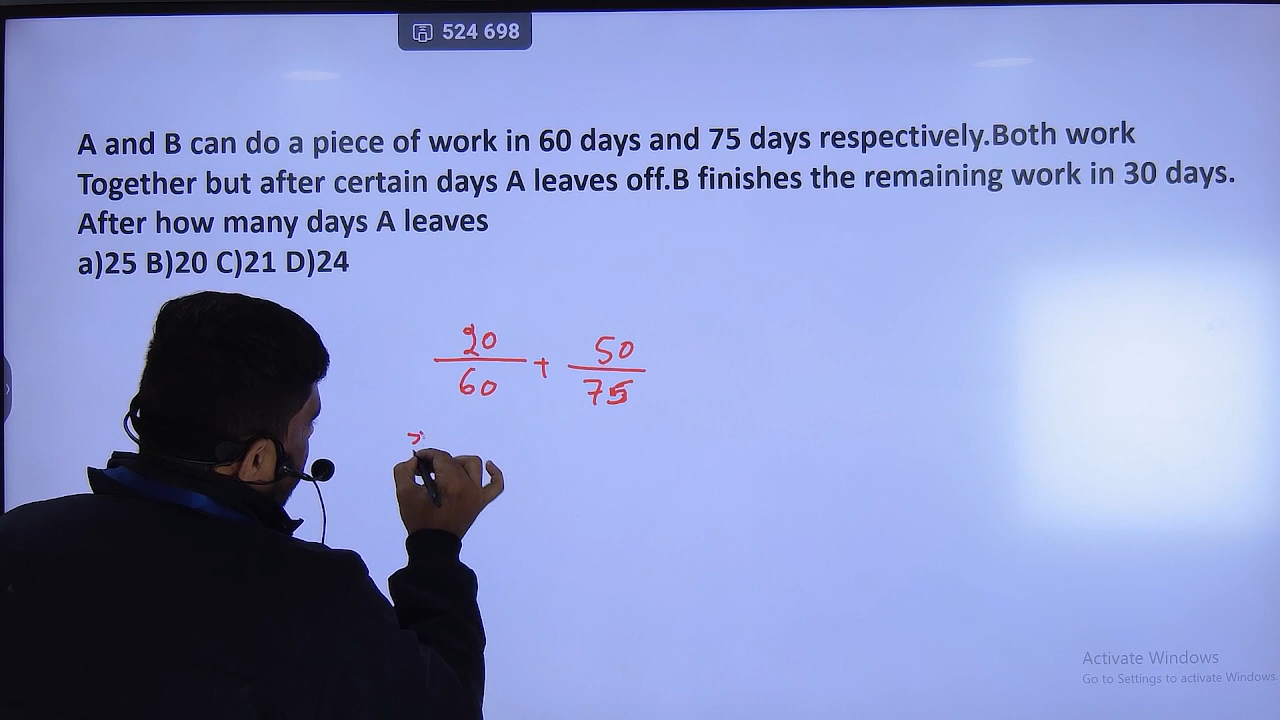 524 698
A and B can do a piece of work in 60 days and 75 days respectively.Both work
Together but after certain days A leaves off.B finishes the remaining work in 30 days.
After how many days A leaves
a)25 B)20 C)21 D)24
20/60 + 50/75
Activate Windows
Go to Settings to activate Windows.